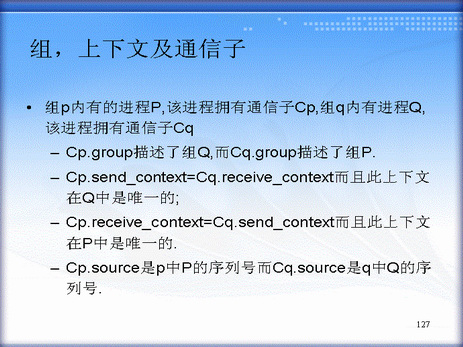 组，上下文及通信子
• 组p内有的进程P,该进程拥有通信子Cp,组q内有进程Q,
该进程拥有通信子Cq
– Cp.group描述了组Q,而Cq.group描述了组P.
– Cp.send_context=Cq.receive_context而且此上下文
在Q中是唯一的;
– Cp.receive_context=Cq.send_context而且此上下文
在P中是唯一的.
– Cp.source是p中P的序列号而Cq.source是q中Q的序
列号.
127